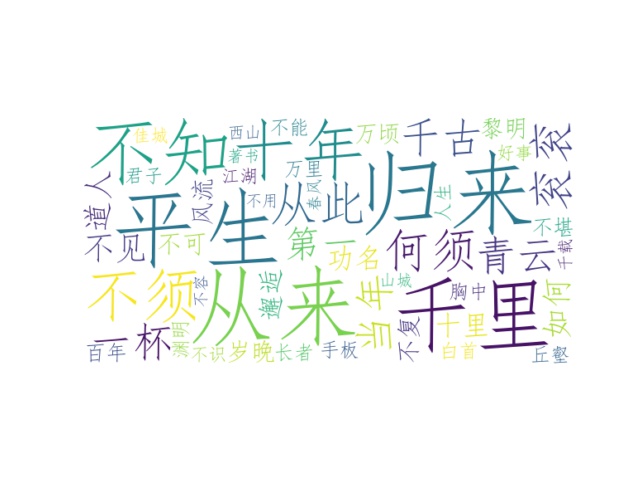 不知
十年
佳城
西山
不能
万顷
千古
黎明
好事
衮衮
君子
著书
江湖
万里
道人
风流
不用
春风
从此
归来
人生
不堪
千载
平生
不见
不可
第一
功名
何须
青云
不须
不容
从来
邂逅
当年
山城
千里
胸中
如何
一杯
不复
十里
百年
渊明
不识
岁晚
长者
手板
白首
丘壑